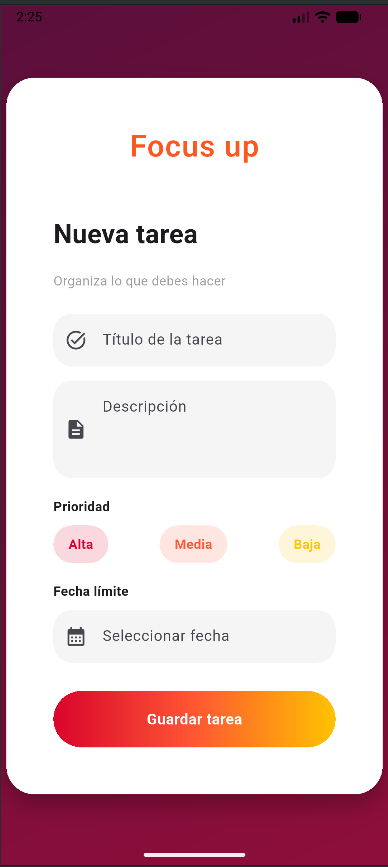 2:25
Focus up
Nueva tarea
Organiza lo que debes hacer
Título de la tarea
Descripción
Prioridad
Alta Media Baja
Fecha límite
Seleccionar fecha
Guardar tarea